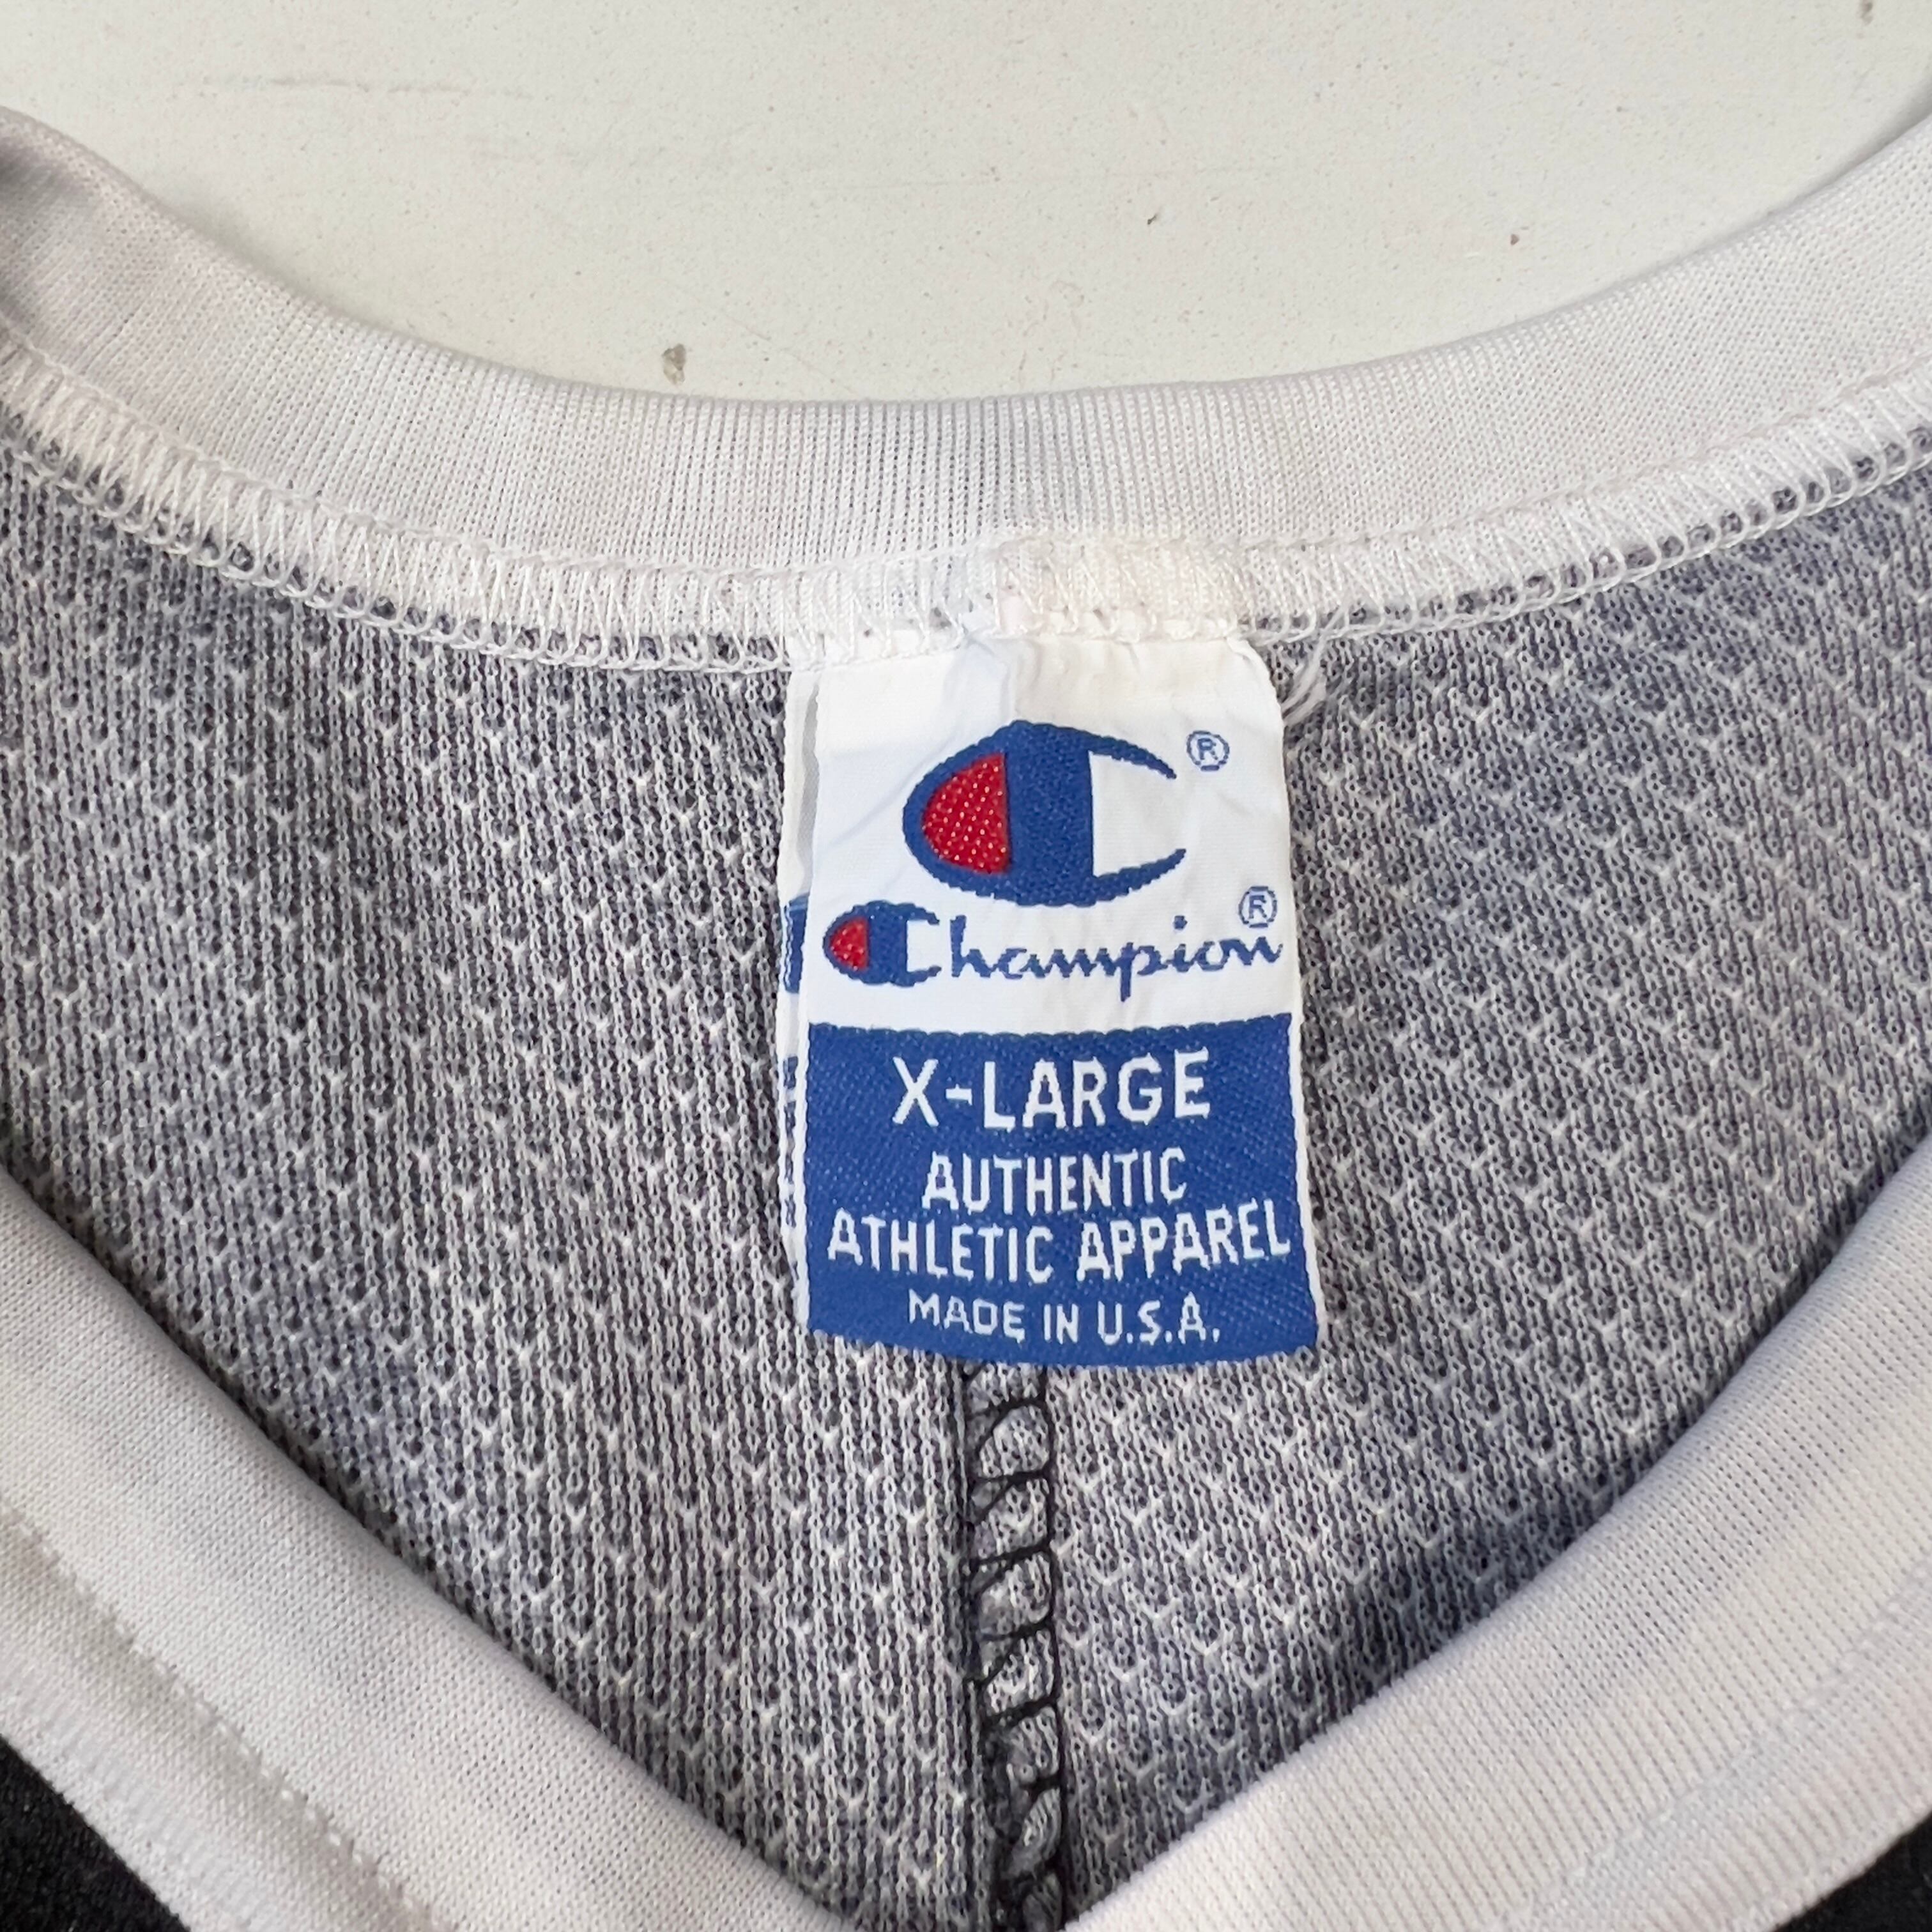 ®
Champion®
X-LARGE
AUTHENTIC
ATHLETIC APPAREL
MADE IN U.S.A.